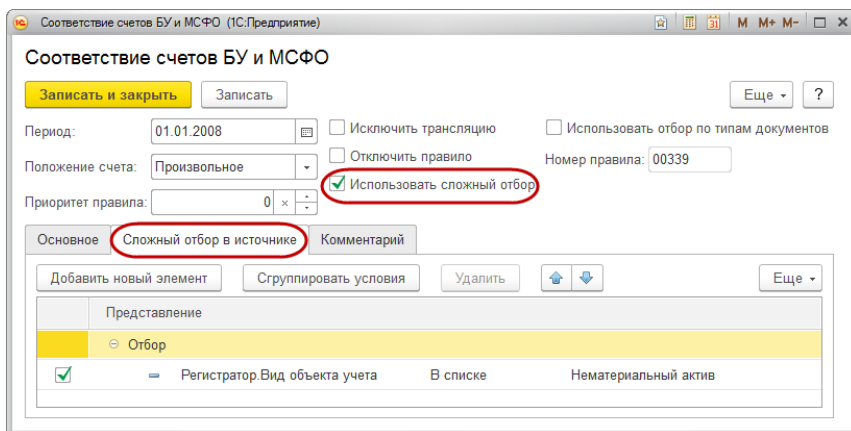 Соответствие счетов БУ и МСФО (1С:Предприятие)
M M+ M-
Соответствие счетов БУ и МСФО
Записать и закрыть Записать Еще ?
Период: 01.01.2008 Исключить трансляцию Использовать отбор по типам документов
Положение счета: Произвольное Отключить правило Номер правила: 00339
Использовать сложный отбор
Приоритет правила: 0
Основное Сложный отбор в источнике Комментарий
Добавить новый элемент Сгруппировать условия Удалить Еще
Представление
Отбор
Регистратор.Вид объекта учета В списке Нематериальный актив